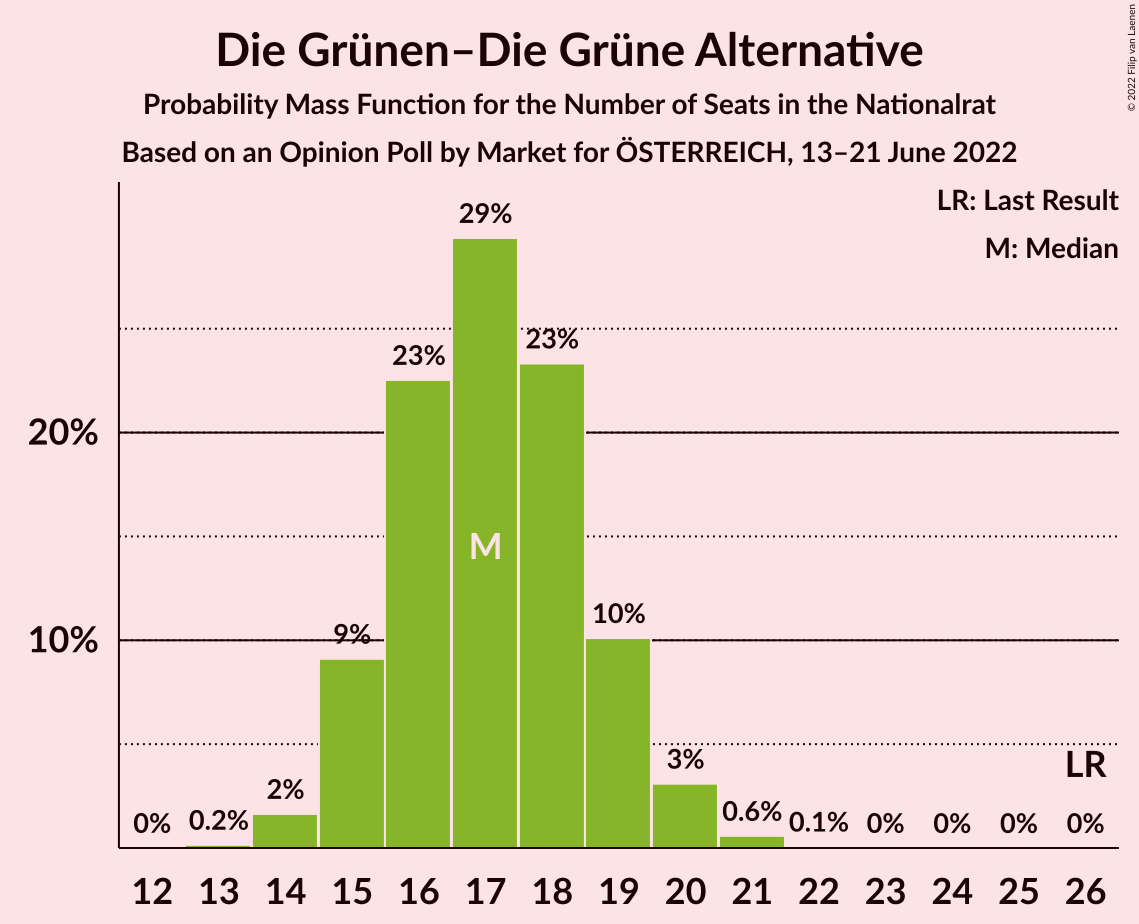 Die Grünen–Die Grüne Alternative
Probability Mass Function for the Number of Seats in the Nationalrat
Based on an Opinion Poll by Market for ÖSTERREICH, 13–21 June 2022
© 2022 Filip van Laenen
LR: Last Result
M: Median
29%
23%
23%
20%
M
10%
9%
10%
LR
3%
2%
0%
0.2%
0.6%
0.1%
0%
0%
0%
0%
12 13 14 15 16 17 18 19 20 21 22 23 24 25 26